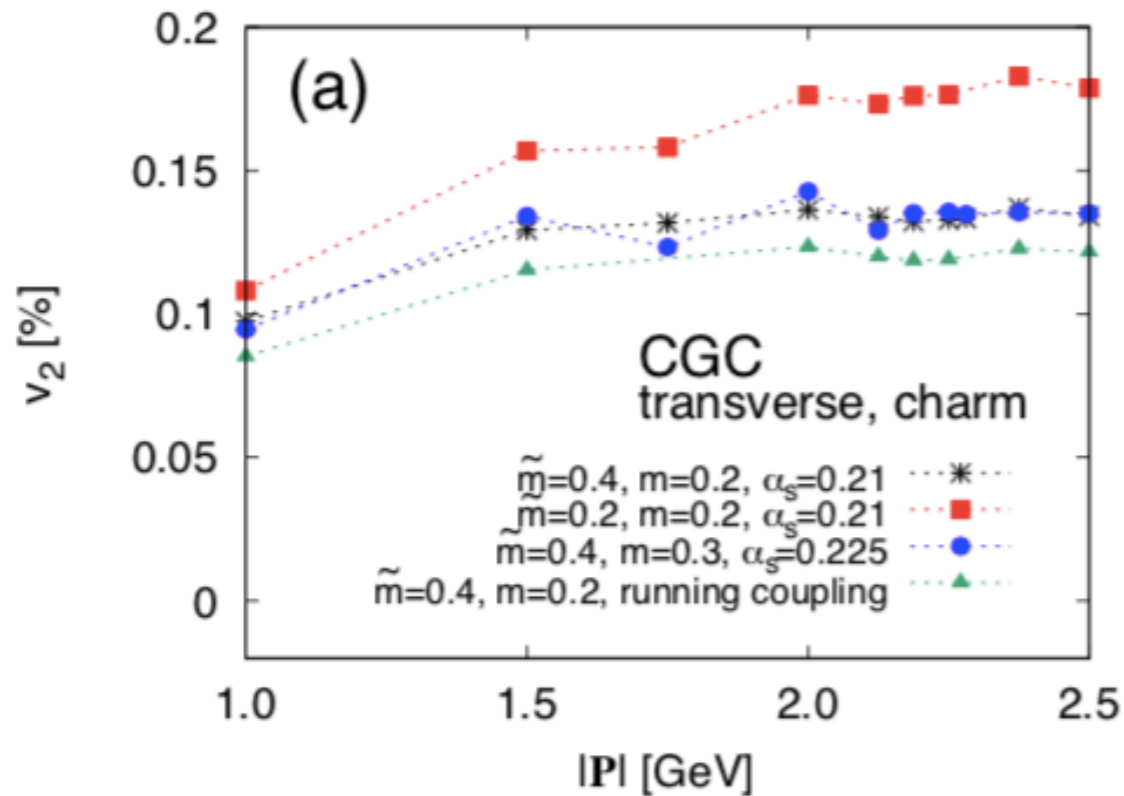 (a)
0.2
0.15
0.1
0.05
0
v₂ [%]
CGC
transverse, charm
m̃=0.4, m=0.2, αₛ=0.21
m̃=0.2, m=0.2, αₛ=0.21
m̃=0.4, m=0.3, αₛ=0.225
m̃=0.4, m=0.2, running coupling
1.0 1.5 2.0 2.5
|P| [GeV]